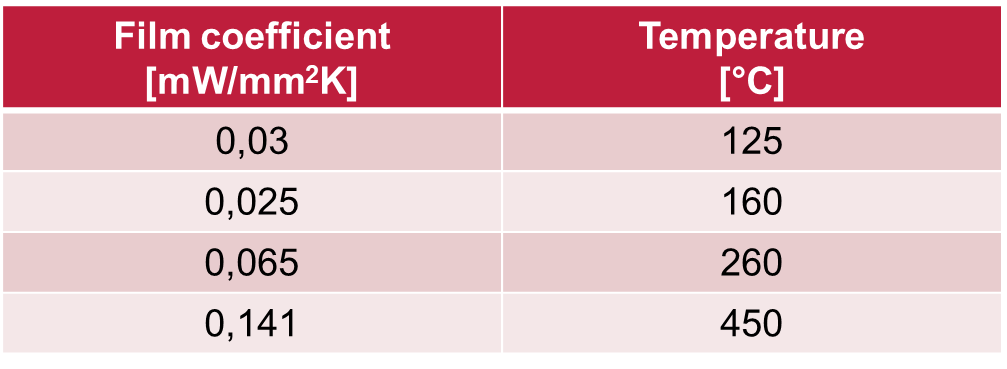 Film coefficient Temperature
[mW/mm²K] [°C]
0,03 125
0,025 160
0,065 260
0,141 450